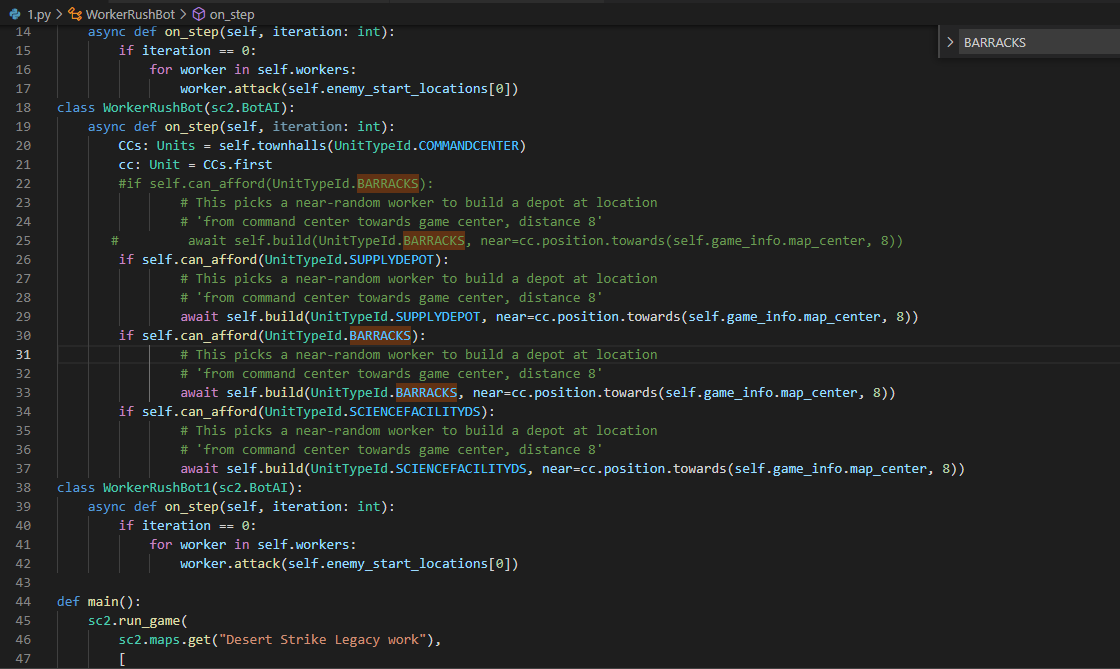 1.py > WorkerRushBot > on_step
14 async def on_step(self, iteration: int):
> BARRACKS
15 if iteration == 0:
16 for worker in self.workers:
17 worker.attack(self.enemy_start_locations[0])
18 class WorkerRushBot(sc2.BotAI):
19 async def on_step(self, iteration: int):
20 CCs: Units = self.townhalls(UnitTypeId.COMMANDCENTER)
21 cc: Unit = CCs.first
22 #if self.can_afford(UnitTypeId.BARRACKS):
23 # This picks a near-random worker to build a depot at location
24 # 'from command center towards game center, distance 8'
25 # await self.build(UnitTypeId.BARRACKS, near=cc.position.towards(self.game_info.map_center, 8))
26 if self.can_afford(UnitTypeId.SUPPLYDEPOT):
27 # This picks a near-random worker to build a depot at location
28 # 'from command center towards game center, distance 8'
29 await self.build(UnitTypeId.SUPPLYDEPOT, near=cc.position.towards(self.game_info.map_center, 8))
30 if self.can_afford(UnitTypeId.BARRACKS):
31 # This picks a near-random worker to build a depot at location
32 # 'from command center towards game center, distance 8'
33 await self.build(UnitTypeId.BARRACKS, near=cc.position.towards(self.game_info.map_center, 8))
34 if self.can_afford(UnitTypeId.SCIENCEFACILITYDS):
35 # This picks a near-random worker to build a depot at location
36 # 'from command center towards game center, distance 8'
37 await self.build(UnitTypeId.SCIENCEFACILITYDS, near=cc.position.towards(self.game_info.map_center, 8))
38 class WorkerRushBot1(sc2.BotAI):
39 async def on_step(self, iteration: int):
40 if iteration == 0:
41 for worker in self.workers:
42 worker.attack(self.enemy_start_locations[0])
43
44 def main():
45 sc2.run_game(
46 sc2.maps.get("Desert Strike Legacy work"),
47 [